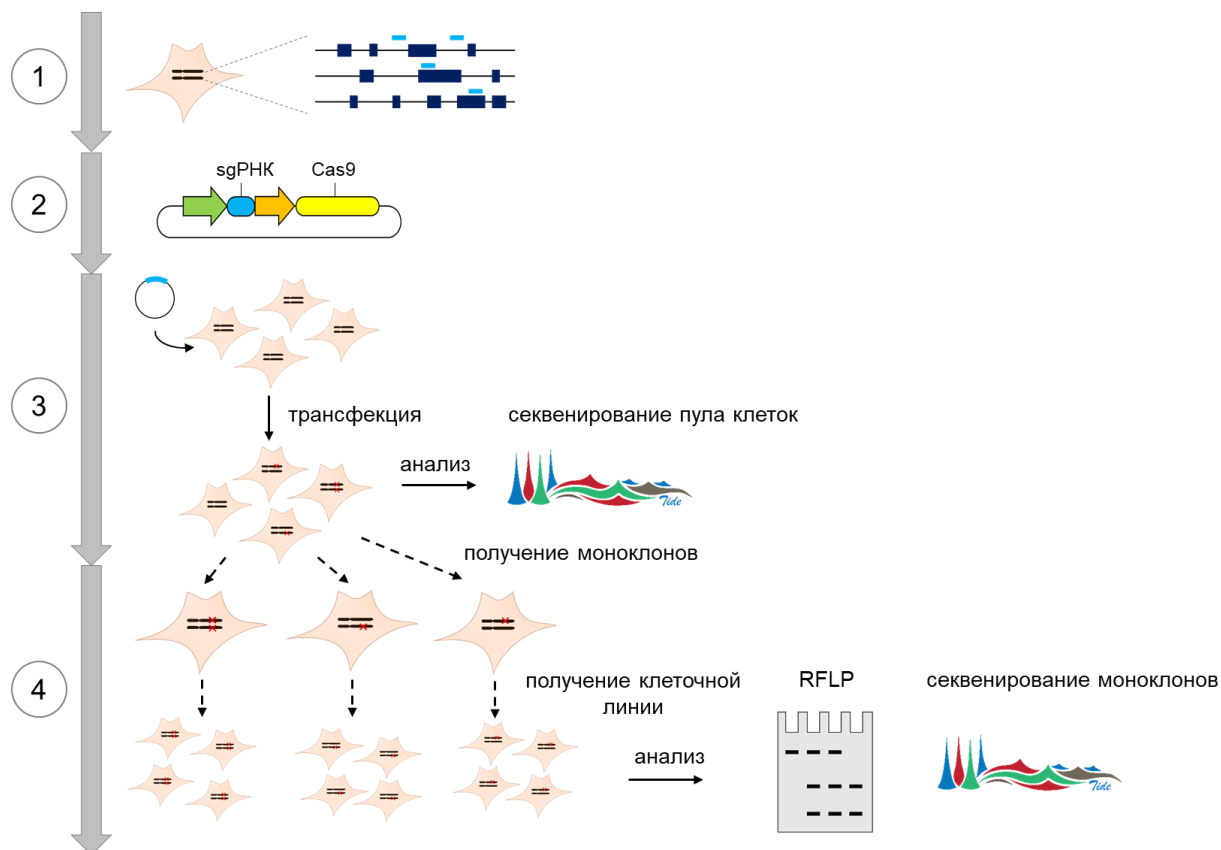 1
sgРНК
Cas9
2
3
трансфекция
секвенирование пула клеток
анализ
Tide
получение моноклонов
4
получение клеточной
линии
RFLP
секвенирование моноклонов
анализ
Tide